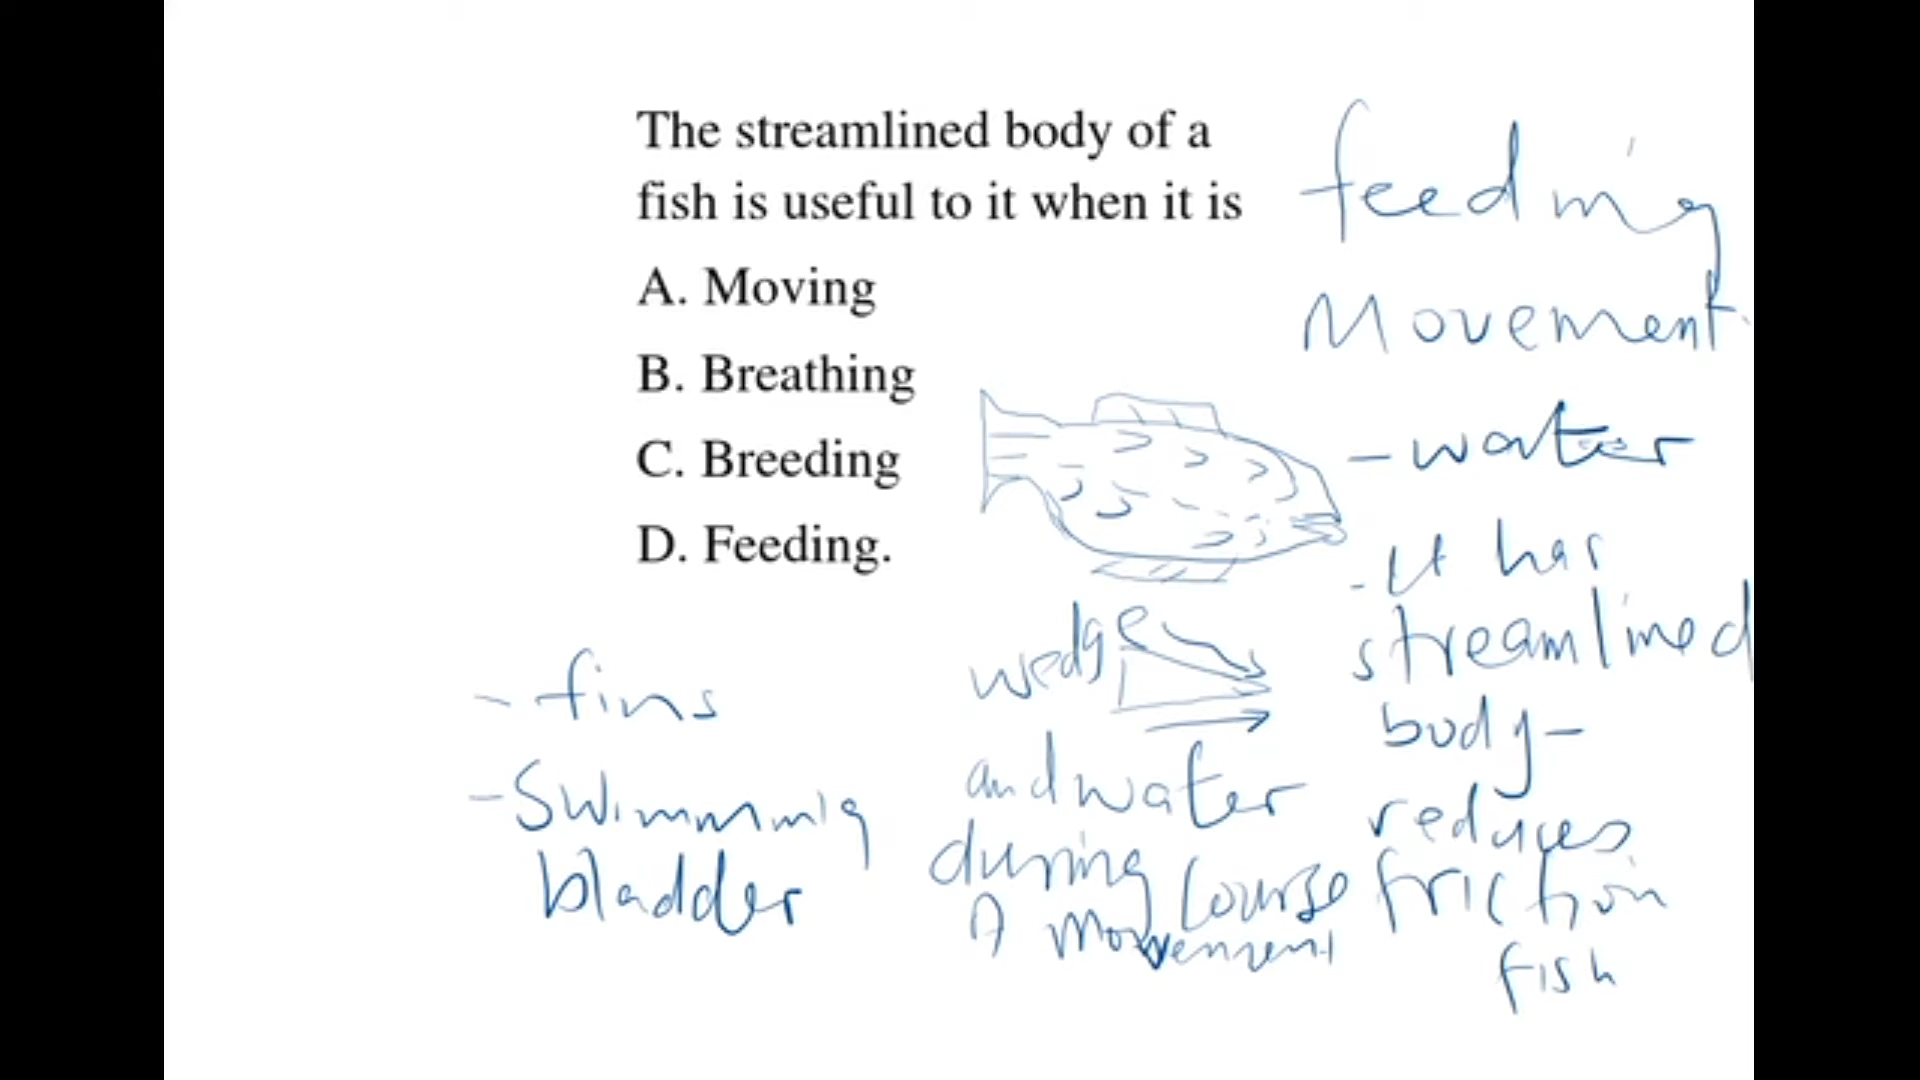 The streamlined body of a
fish is useful to it when it is
A. Moving
B. Breathing
C. Breeding
D. Feeding.
feeding
Movement
- water
- It has
streamlined
body -
reduces
friction
fish
wedge
and water
during course
A movement
- fins
- Swimming
bladder